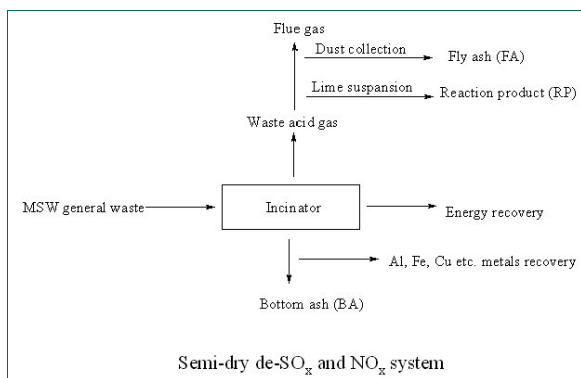 Flue gas
Dust collection
Fly ash (FA)
Lime suspension
Reaction product (RP)
Waste acid gas
MSW general waste
Incinator
Energy recovery
Al, Fe, Cu etc. metals recovery
Bottom ash (BA)
Semi-dry de-SOx and NOx system